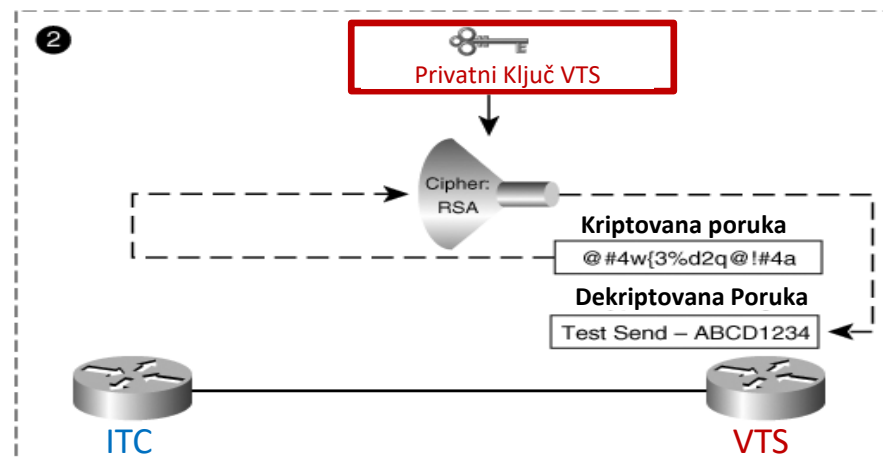 2
Privatni Ključ VTS
Cipher:
RSA
Kriptovana poruka
@#4w{3%d2q@!#4a
Dekriptovana Poruka
Test Send – ABCD1234
ITC
VTS